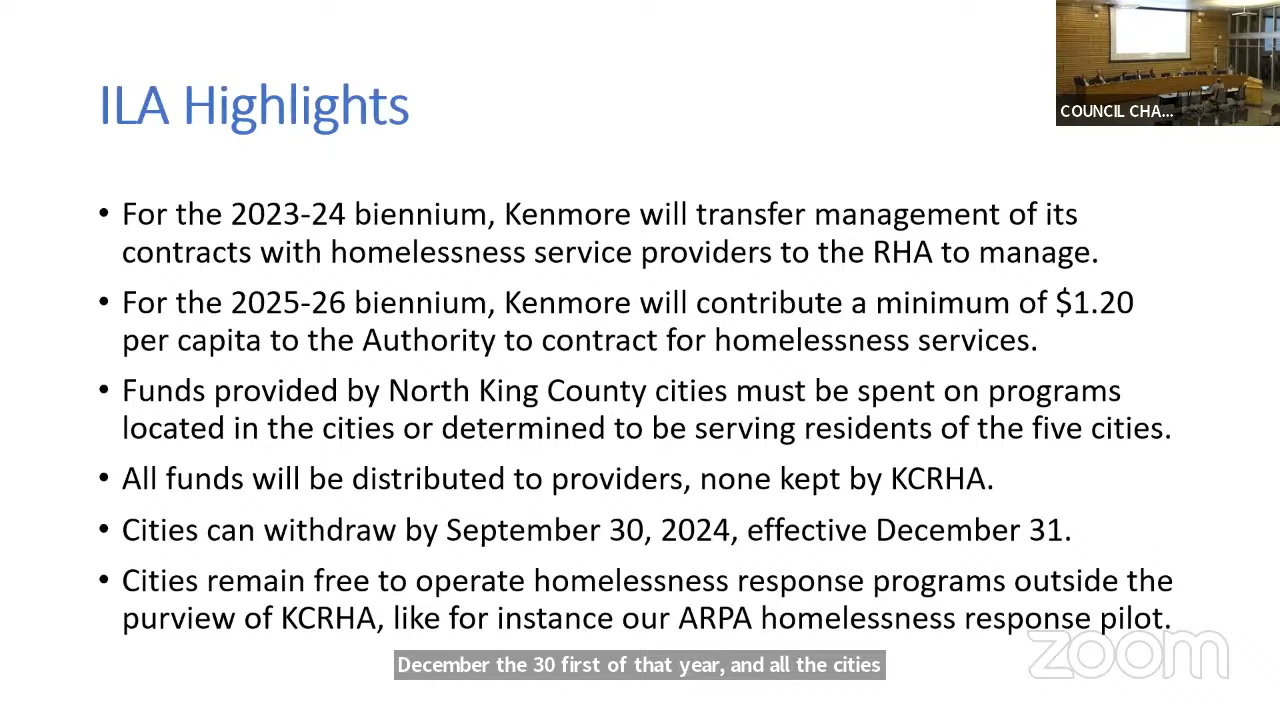 ILA Highlights
COUNCIL CHA...
• For the 2023-24 biennium, Kenmore will transfer management of its
contracts with homelessness service providers to the RHA to manage.
• For the 2025-26 biennium, Kenmore will contribute a minimum of $1.20
per capita to the Authority to contract for homelessness services.
• Funds provided by North King County cities must be spent on programs
located in the cities or determined to be serving residents of the five cities.
• All funds will be distributed to providers, none kept by KCRHA.
• Cities can withdraw by September 30, 2024, effective December 31.
• Cities remain free to operate homelessness response programs outside the
purview of KCRHA, like for instance our ARPA homelessness response pilot.
December the 30 first of that year, and all the cities
zoom